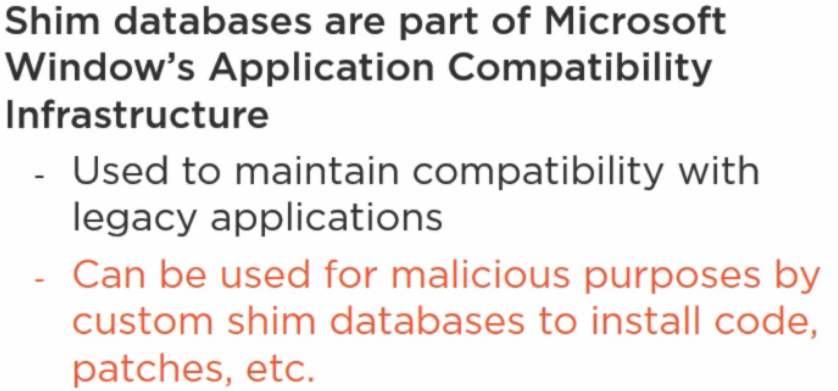 Shim databases are part of Microsoft
Window's Application Compatibility
Infrastructure
- Used to maintain compatibility with
legacy applications
- Can be used for malicious purposes by
custom shim databases to install code,
patches, etc.